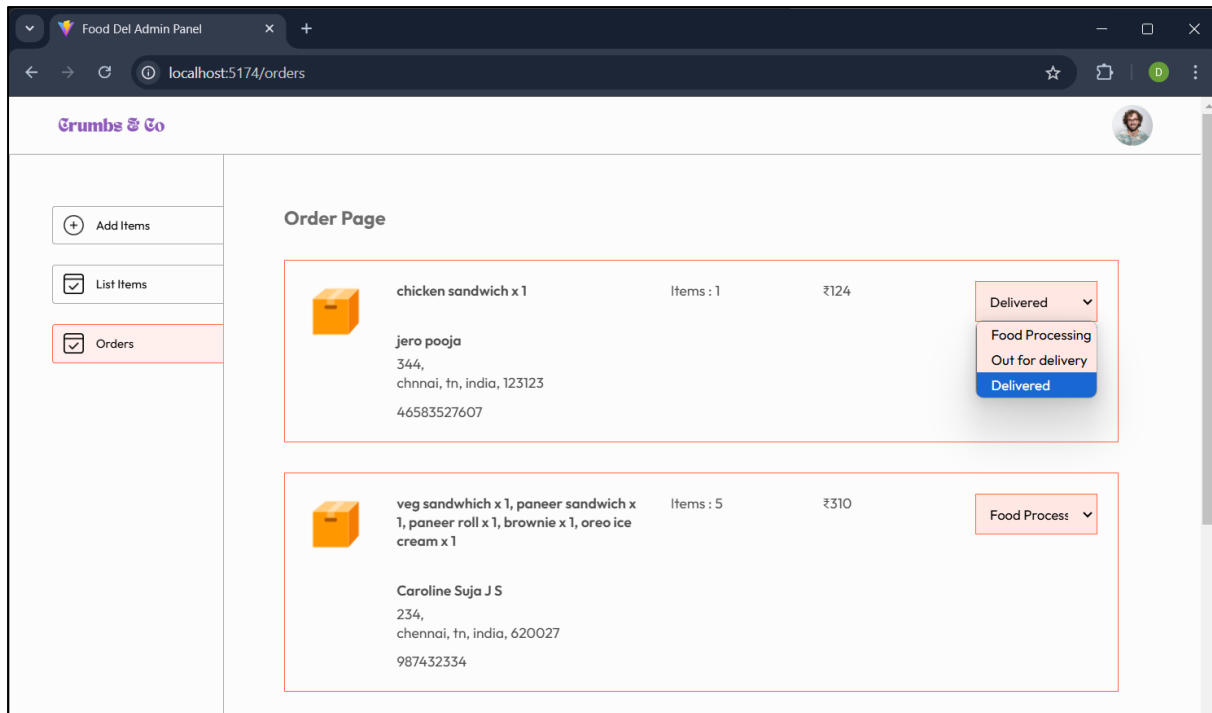 Food Del Admin Panel
localhost:5174/orders
D
Crumbs & Co
Add Items
List Items
Orders
Order Page
chicken sandwich x 1
Items : 1
₹124
Delivered
Food Processing
Out for delivery
Delivered
jero pooja
344,
chnnai, tn, india, 123123
46583527607
veg sandwhich x 1, paneer sandwich x
1, paneer roll x 1, brownie x 1, oreo ice
cream x 1
Items : 5
₹310
Food Process
Caroline Suja J S
234,
chennai, tn, india, 620027
987432334